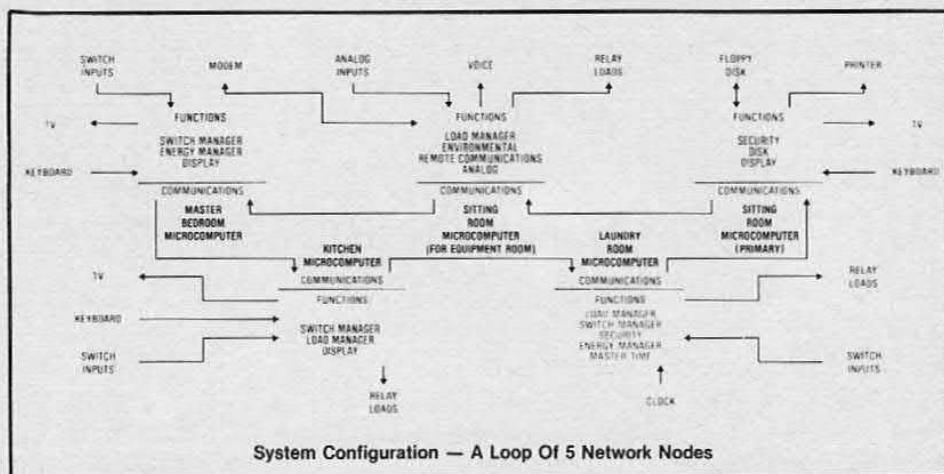 SWITCH
INPUTS
MODEM
ANALOG
INPUTS
VOICE
RELAY
LOADS
FLOPPY
DISK
PRINTER
TV
KEYBOARD
FUNCTIONS
SWITCH MANAGER
ENERGY MANAGER
DISPLAY
COMMUNICATIONS
MASTER
BEDROOM
MICROCOMPUTER
FUNCTIONS
LOAD MANAGER
ENVIRONMENTAL
REMOTE COMMUNICATIONS
ANALOG
COMMUNICATIONS
SITTING
ROOM
MICROCOMPUTER
(FOR EQUIPMENT ROOM)
FUNCTIONS
SECURITY
DISK
DISPLAY
COMMUNICATIONS
SITTING
ROOM
MICROCOMPUTER
(PRIMARY)
TV
KEYBOARD
TV
KEYBOARD
SWITCH
INPUTS
KITCHEN
MICROCOMPUTER
COMMUNICATIONS
FUNCTIONS
SWITCH MANAGER
LOAD MANAGER
DISPLAY
RELAY
LOADS
LAUNDRY
ROOM
MICROCOMPUTER
COMMUNICATIONS
FUNCTIONS
LOAD MANAGER
SWITCH MANAGER
SECURITY
ENERGY MANAGER
MASTER TIME
CLOCK
RELAY
LOADS
SWITCH
INPUTS
System Configuration — A Loop Of 5 Network Nodes